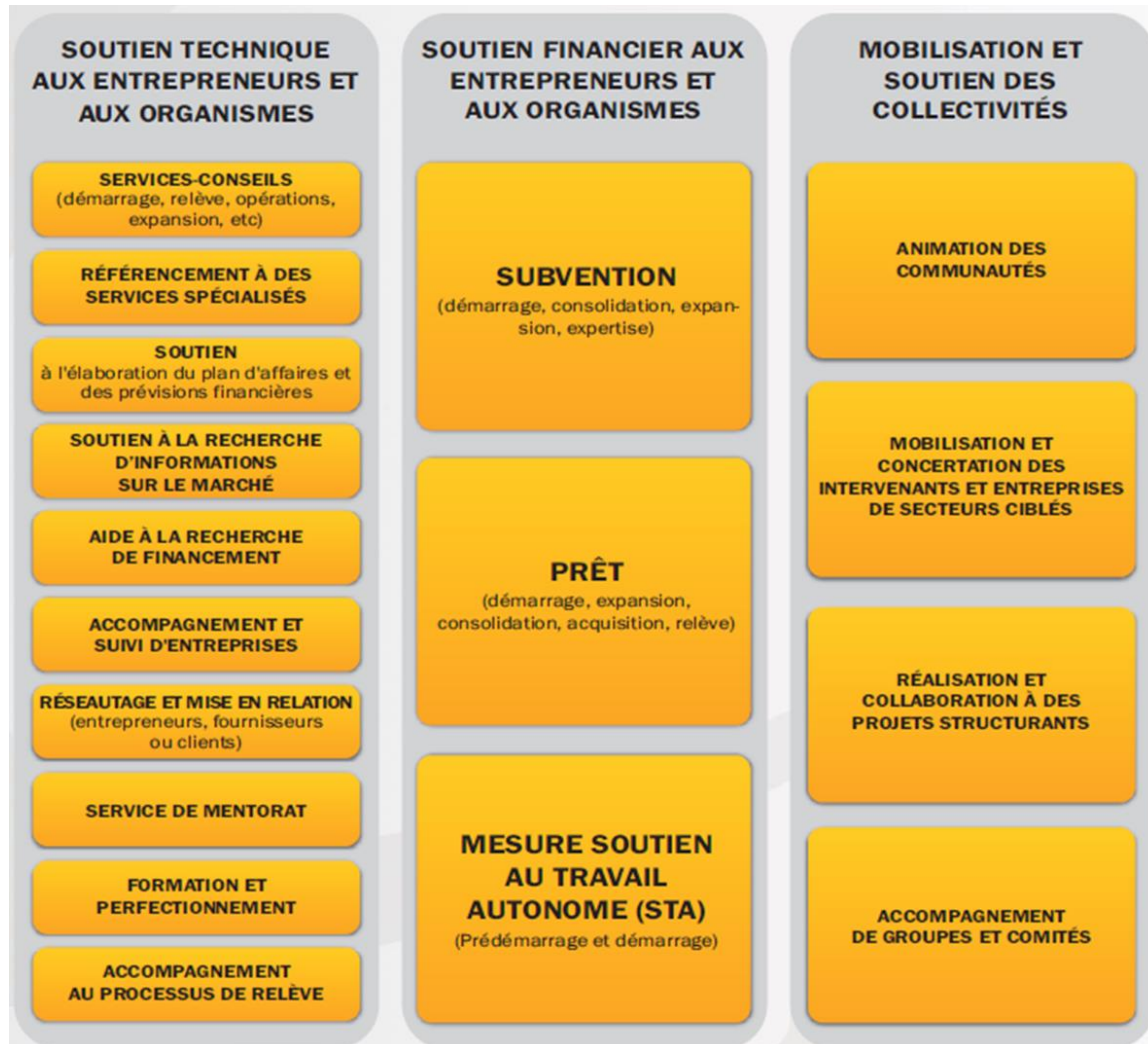 SOUTIEN TECHNIQUE
AUX ENTREPRENEURS ET
AUX ORGANISMES
SERVICES-CONSEILS
(démarrage, relève, opérations,
expansion, etc)
RÉFÉRENCEMENT À DES
SERVICES SPÉCIALISÉS
SOUTIEN
à l'élaboration du plan d'affaires et
des prévisions financières
SOUTIEN À LA RECHERCHE
D'INFORMATIONS
SUR LE MARCHÉ
AIDE À LA RECHERCHE
DE FINANCEMENT
ACCOMPAGNEMENT ET
SUIVI D'ENTREPRISES
RÉSEAUTAGE ET MISE EN RELATION
(entrepreneurs, fournisseurs
ou clients)
SERVICE DE MENTORAT
FORMATION ET
PERFECTIONNEMENT
ACCOMPAGNEMENT
AU PROCESSUS DE RELÈVE
SOUTIEN FINANCIER AUX
ENTREPRENEURS ET
AUX ORGANISMES
SUBVENTION
(démarrage, consolidation, expan-
sion, expertise)
PRÊT
(démarrage, expansion,
consolidation, acquisition, relève)
MESURE SOUTIEN
AU TRAVAIL
AUTONOME (STA)
(Prédémarrage et démarrage)
MOBILISATION ET
SOUTIEN DES
COLLECTIVITÉS
ANIMATION DES
COMMUNAUTÉS
MOBILISATION ET
CONCERTATION DES
INTERVENANTS ET ENTREPRISES
DE SECTEURS CIBLÉS
RÉALISATION ET
COLLABORATION À DES
PROJETS STRUCTURANTS
ACCOMPAGNEMENT
DE GROUPES ET COMITÉS